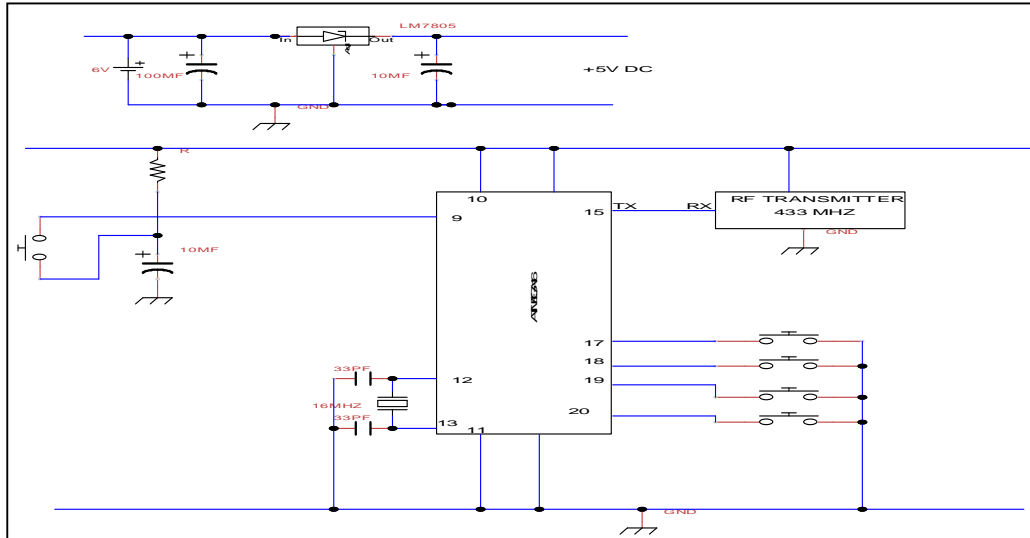 LM7805
In
Out
6V
100MF
10MF
+5V DC
GND
R
10
9
15
TX
RX
RF TRANSMITTER
433 MHZ
GND
10MF
17
18
19
20
33PF
12
16MHZ
33PF
13
11
GND